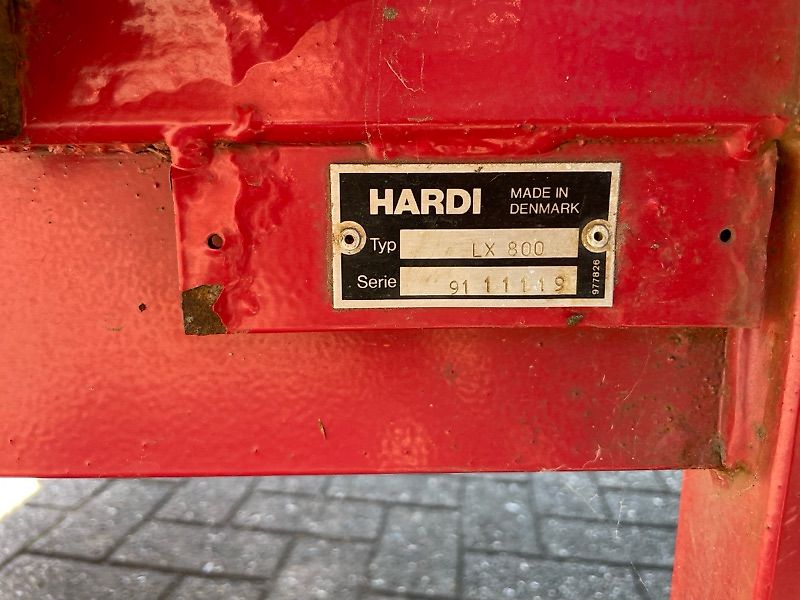 HARDI
MADE IN
DENMARK
Typ LX 800
Serie 91 11119
977826